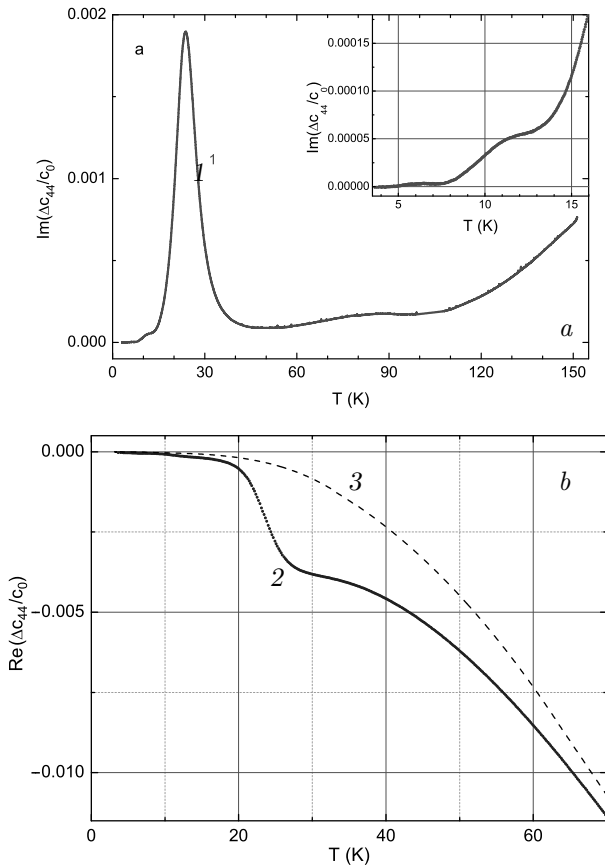 0.002
a
0.00015
0.00010
0.00005
0.00000
Im(Δc44/c0)
5
10
15
T (K)
1 1
0.001
Im(Δc44/c0)
0.000
a
0
30
60
90
120
150
T (K)
0.000
3
b
2
Re(Δc44/c0)
−0.005
−0.010
0
20
40
60
T (K)